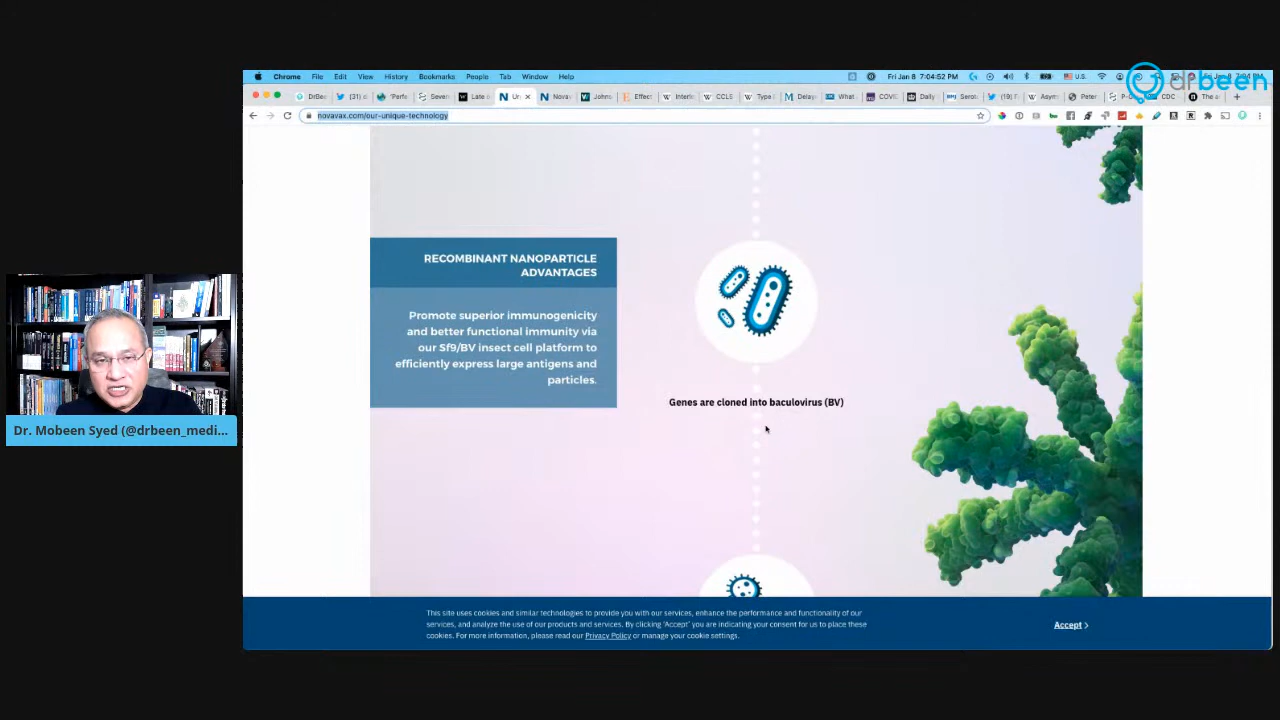 drbeen
Chrome File Edit View History Bookmarks People Tab Window Help
Fri Jan 8 7:04:52 PM
U.S.
novavax.com/our-unique-technology
RECOMBINANT NANOPARTICLE
ADVANTAGES
Promote superior immunogenicity
and better functional immunity via
our Sf9/BV insect cell platform to
efficiently express large antigens and
particles.
Genes are cloned into baculovirus (BV)
Dr. Mobeen Syed (@drbeen_medi...
This site uses cookies and similar technologies to provide you with our services, enhance the performance and functionality of our
services, and analyze the use of our products and services. By clicking "Accept" you are indicating your consent for us to place these
cookies. For more information, please read our Privacy Policy or manage your cookie settings.
Accept